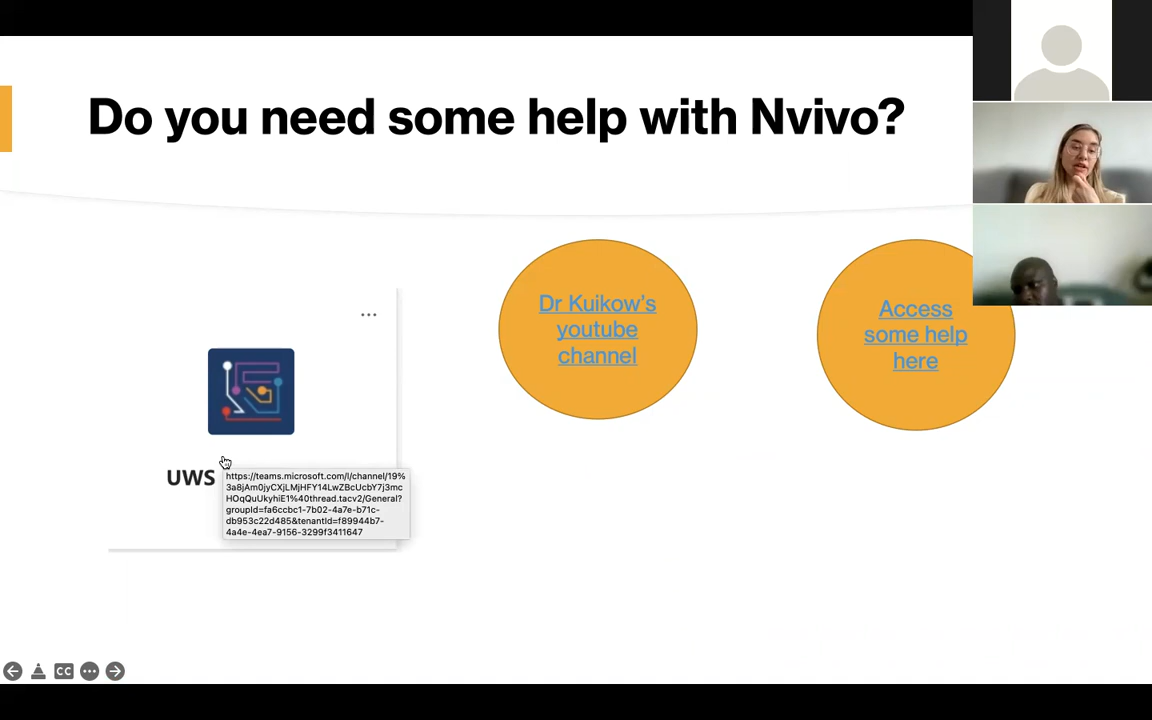 Do you need some help with Nvivo?
Dr Kuikow's
youtube
channel
Access
some help
here
UWS
https://teams.microsoft.com/l/channel/19%
3a8jAm0jyCXjLMjHFY14LwZBcUcbY7j3mc
HOqQuUkyhiE1%40thread.tacv2/General?
groupId=fa6ccbc1-7b02-4a7e-b71c-
db953c22d485&tenantId=f89944b7-
4a4e-4ea7-9156-3299f3411647
CC